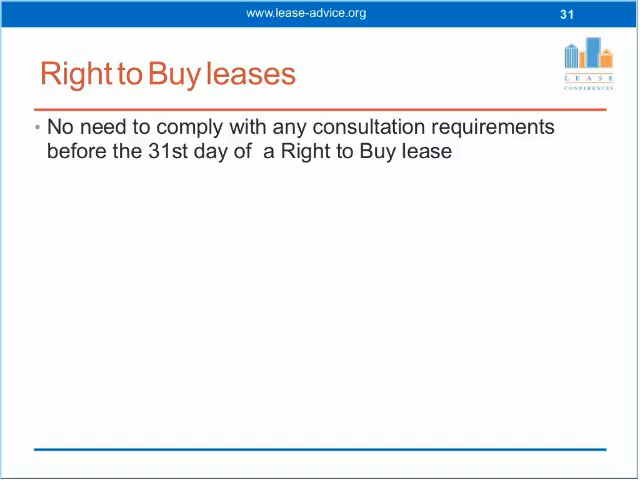 www.lease-advice.org
31
Right to Buy leases
LEASE
CONFERENCES
• No need to comply with any consultation requirements
before the 31st day of  a Right to Buy lease